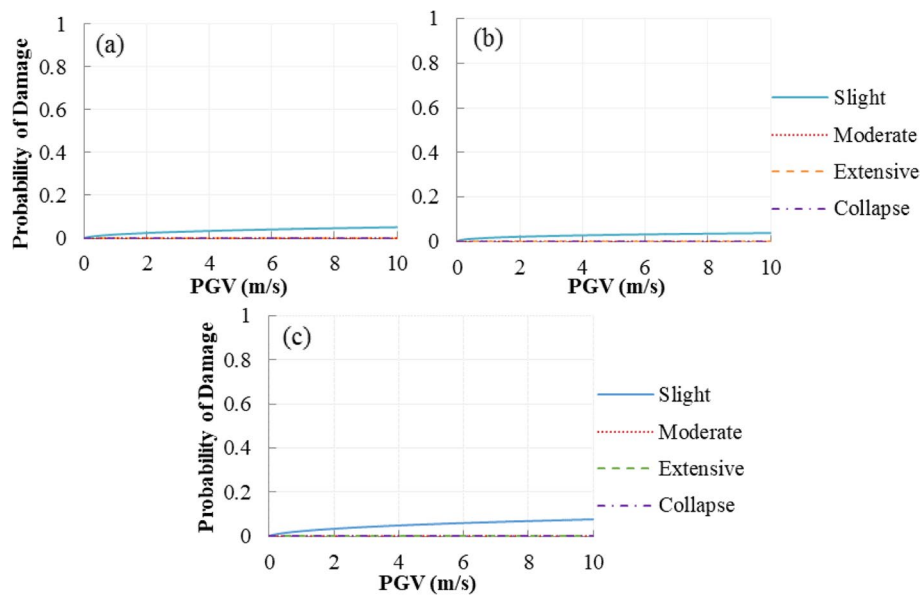 (a)
Probability of Damage
1
0.8
0.6
0.4
0.2
0
0 2 4 6 8 10
PGV (m/s)
(b)
1
0.8
0.6
0.4
0.2
0
0 2 4 6 8 10
PGV (m/s)
Slight
Moderate
Extensive
Collapse
(c)
Probability of Damage
1
0.8
0.6
0.4
0.2
0
0 2 4 6 8 10
PGV (m/s)
Slight
Moderate
Extensive
Collapse